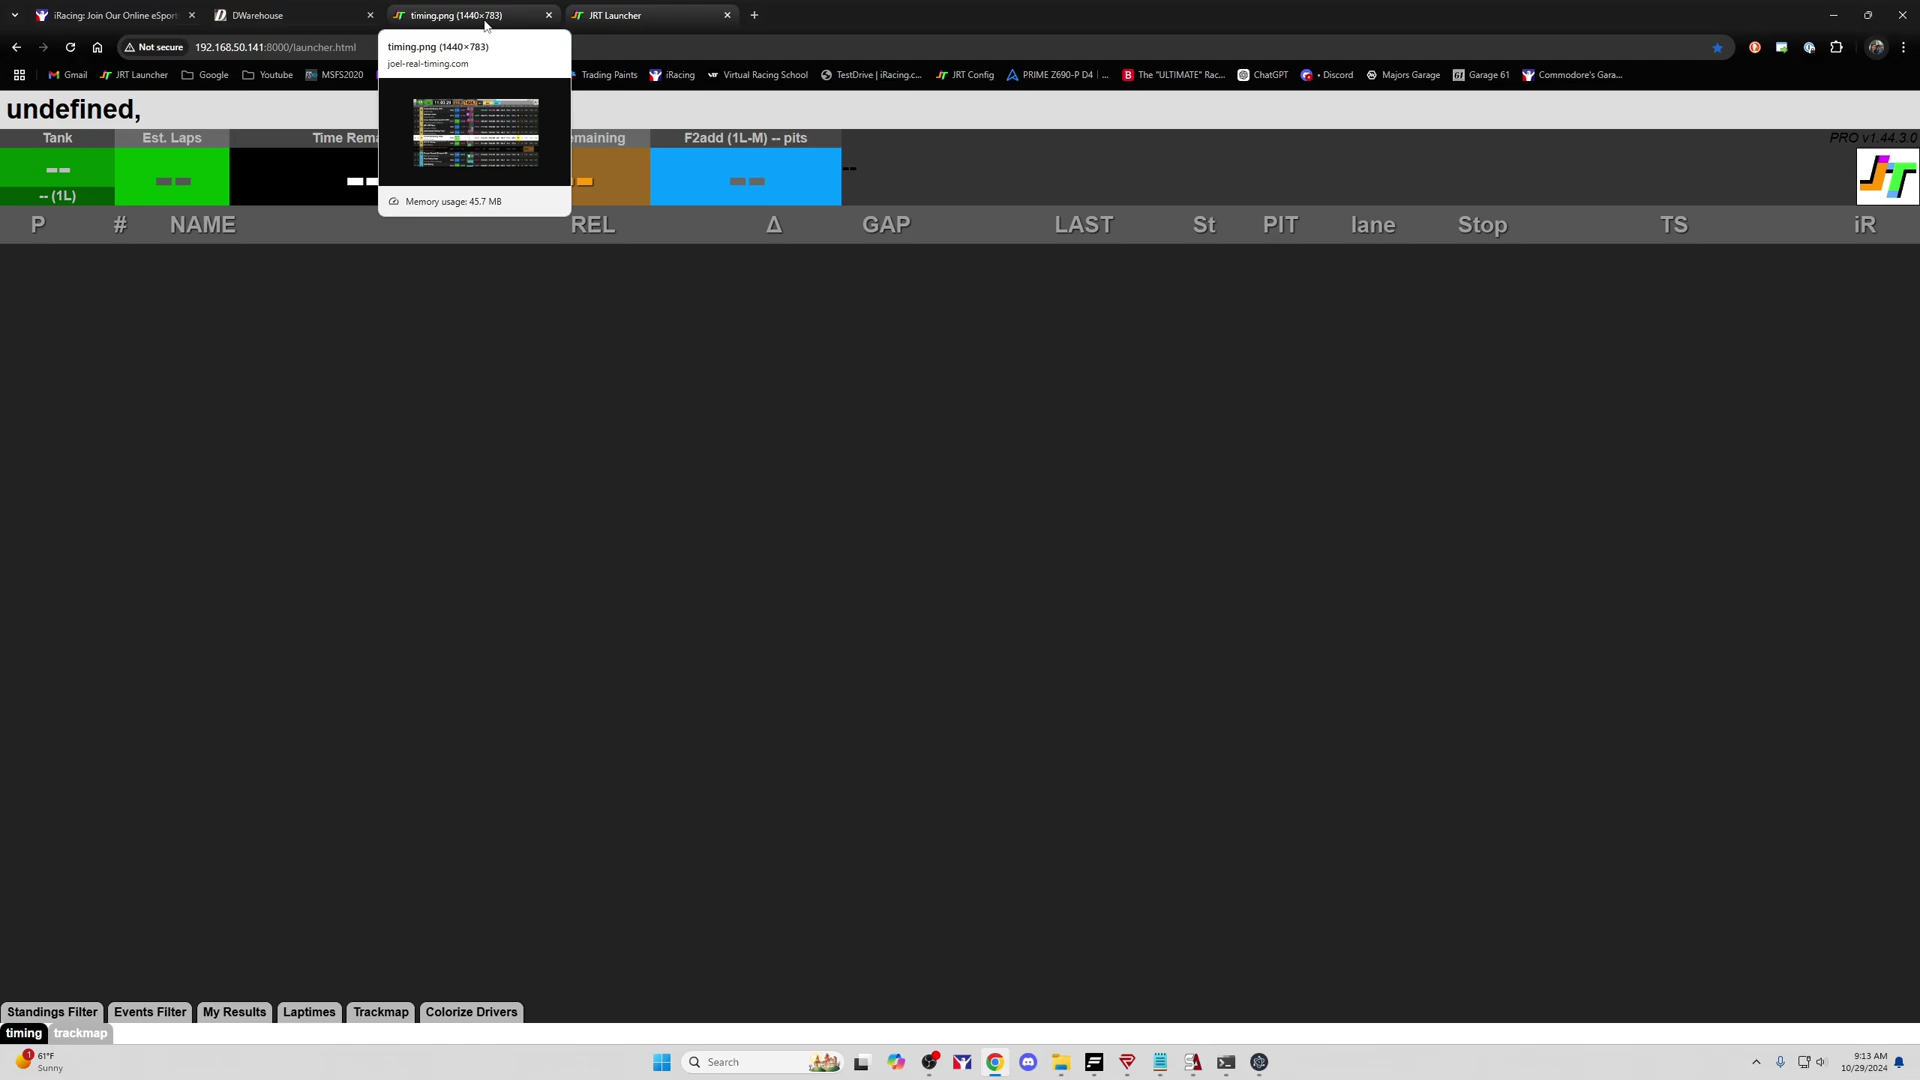 iRacing: Join Our Online eSport
DWarehouse
timing.png (1440×783)
JRT Launcher
Not secure
192.168.50.141:8000/launcher.html
timing.png (1440×783)
joel-real-timing.com
Memory usage: 45.7 MB
Gmail
JRT Launcher
Google
Youtube
MSFS2020
Trading Paints
iRacing
Virtual Racing School
TestDrive | iRacing.c...
JRT Config
PRIME Z690-P D4 | ...
The "ULTIMATE" Rac...
ChatGPT
• Discord
Majors Garage
Garage 61
Commodore's Gara...
undefined,
Tank
Est. Laps
Time Rema
emaining
F2add (1L-M) -- pits
PRO v1.44.3.0
--
-- (1L)
--
--
--
--
P
#
NAME
REL
Δ
GAP
LAST
St
PIT
lane
Stop
TS
iR
Standings Filter
Events Filter
My Results
Laptimes
Trackmap
Colorize Drivers
timing
trackmap
1
61°F
Sunny
Search
9:13 AM
10/29/2024